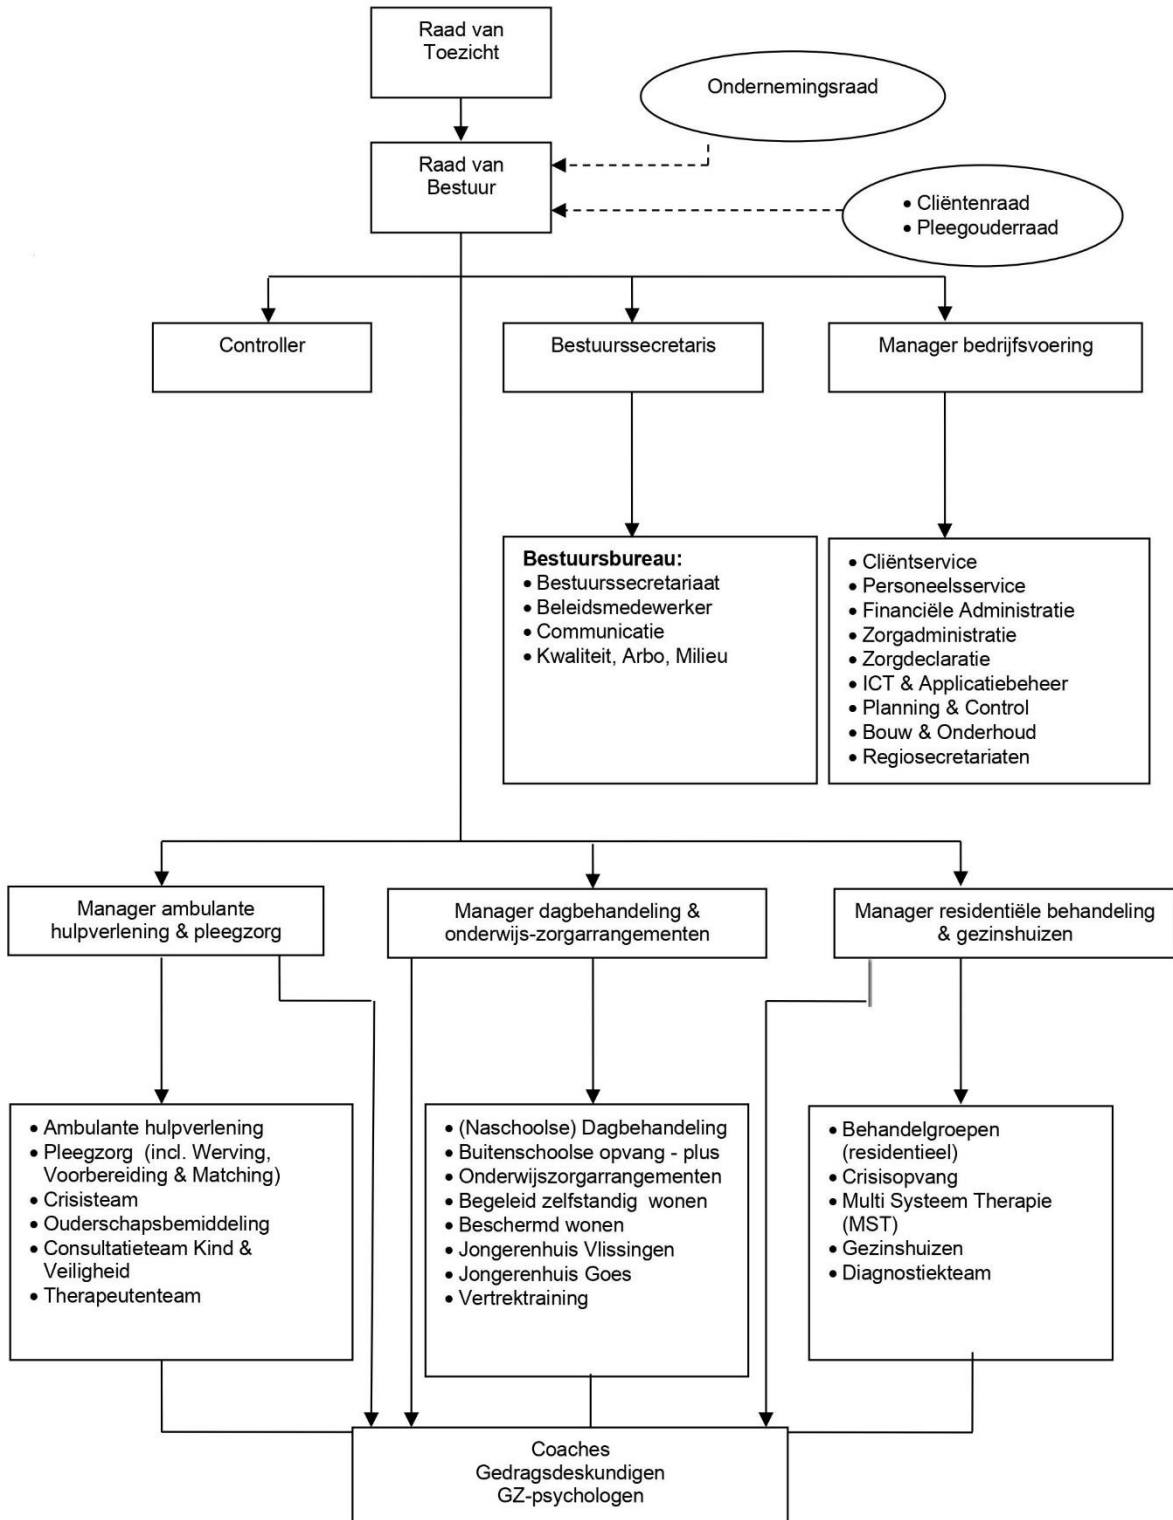 Raad van
Toezicht
Ondernemingsraad
Raad van
Bestuur
• Cliëntenraad
• Pleegouderraad
Controller
Bestuurssecretaris
Manager bedrijfsvoering
Bestuursbureau:
• Bestuurssecretariaat
• Beleidsmedewerker
• Communicatie
• Kwaliteit, Arbo, Milieu
• Cliëntservice
• Personeelsservice
• Financiële Administratie
• Zorgadministratie
• Zorgdeclaratie
• ICT & Applicatiebeheer
• Planning & Control
• Bouw & Onderhoud
• Regiosecretariaten
Manager ambulante
hulpverlening & pleegzorg
Manager dagbehandeling &
onderwijs-zorgarrangementen
Manager residentiële behandeling
& gezinshuizen
• Ambulante hulpverlening
• Pleegzorg (incl. Werving,
Voorbereiding & Matching)
• Crisisteam
• Ouderschapsbemiddeling
• Consultatieteam Kind &
Veiligheid
• Therapeutenteam
• (Naschoolse) Dagbehandeling
• Buitenschoolse opvang - plus
• Onderwijszorgarrangementen
• Begeleid zelfstandig wonen
• Beschermd wonen
• Jongerenhuis Vlissingen
• Jongerenhuis Goes
• Vertrektraining
• Behandelgroepen
(residentieel)
• Crisisopvang
• Multi Systeem Therapie
(MST)
• Gezinshuizen
• Diagnostiekteam
Coaches
Gedragsdeskundigen
GZ-psychologen